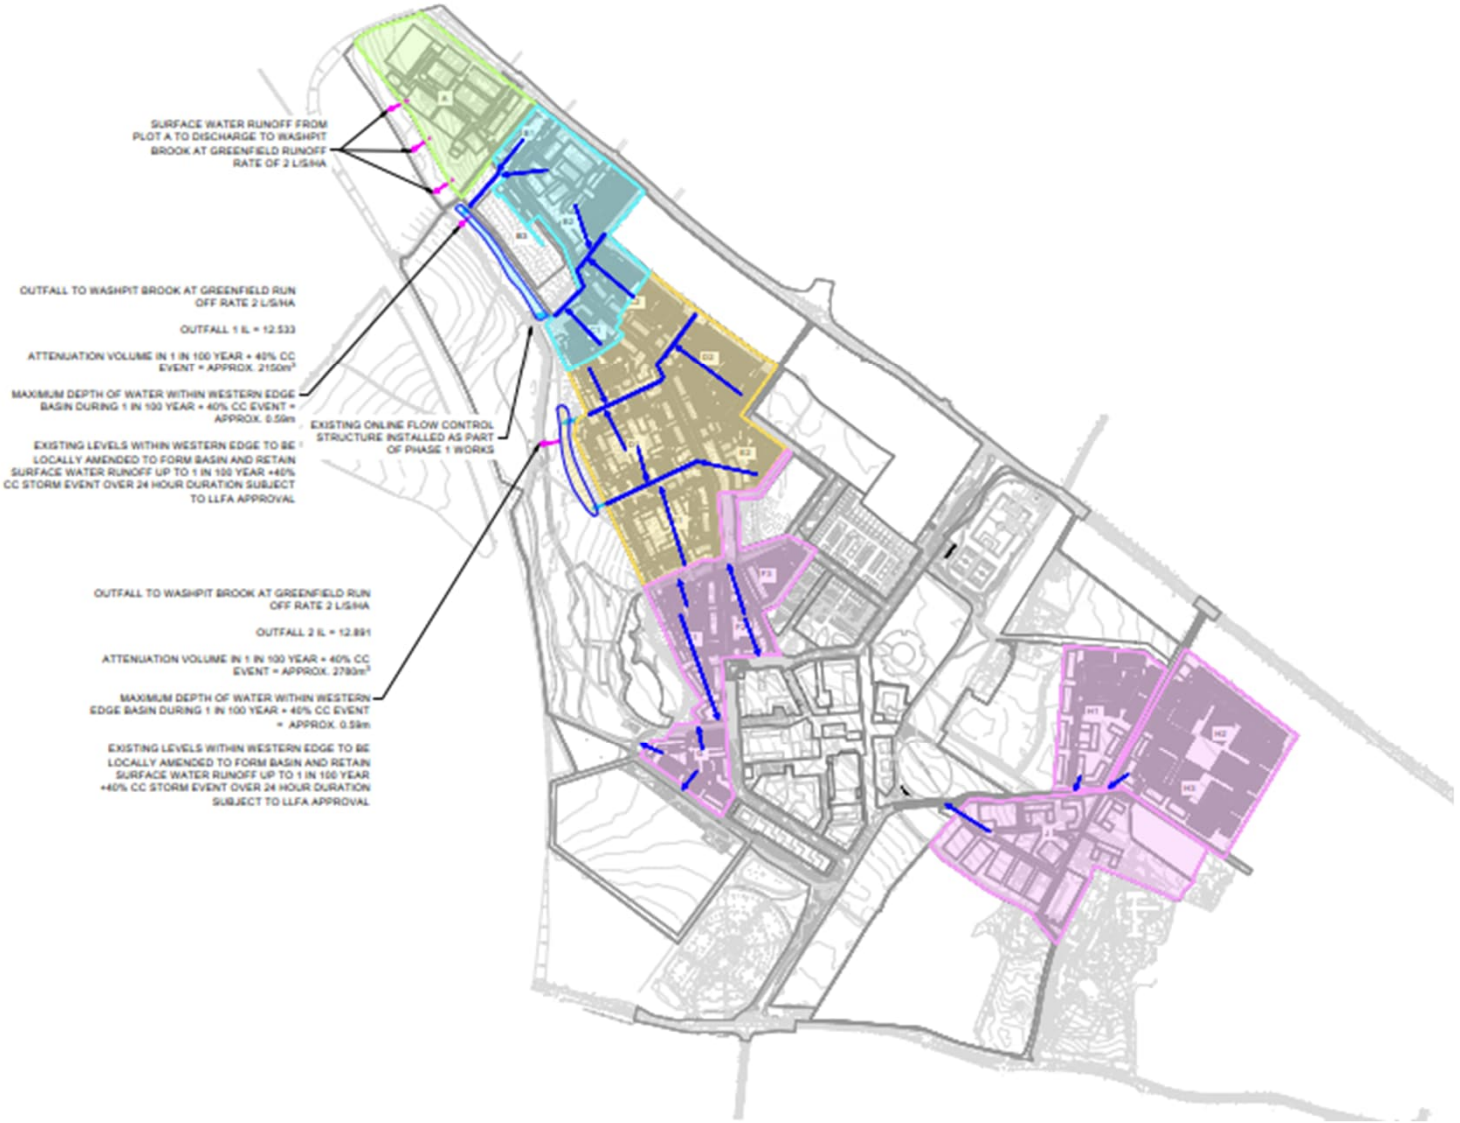 SURFACE WATER RUNOFF FROM
PLOT A TO DISCHARGE TO WASHPIT
BROOK AT GREENFIELD RUNOFF
RATE OF 2 L/S/HA
OUTFALL TO WASHPIT BROOK AT GREENFIELD RUN
OFF RATE 2 L/S/HA
OUTFALL 1 IL = 12.533
ATTENUATION VOLUME IN 1 IN 100 YEAR + 40% CC
EVENT = APPROX. 2150m³
MAXIMUM DEPTH OF WATER WITHIN WESTERN EDGE
BASIN DURING 1 IN 100 YEAR + 40% CC EVENT =
APPROX. 0.59m
EXISTING LEVELS WITHIN WESTERN EDGE TO BE
LOCALLY AMENDED TO FORM BASIN AND RETAIN
SURFACE WATER RUNOFF UP TO 1 IN 100 YEAR +40%
CC STORM EVENT OVER 24 HOUR DURATION SUBJECT
TO LLFA APPROVAL
EXISTING ONLINE FLOW CONTROL
STRUCTURE INSTALLED AS PART
OF PHASE 1 WORKS
OUTFALL TO WASHPIT BROOK AT GREENFIELD RUN
OFF RATE 2 L/S/HA
OUTFALL 2 IL = 12.891
ATTENUATION VOLUME IN 1 IN 100 YEAR + 40% CC
EVENT = APPROX. 2780m³
MAXIMUM DEPTH OF WATER WITHIN WESTERN
EDGE BASIN DURING 1 IN 100 YEAR + 40% CC EVENT
= APPROX. 0.59m
EXISTING LEVELS WITHIN WESTERN EDGE TO BE
LOCALLY AMENDED TO FORM BASIN AND RETAIN
SURFACE WATER RUNOFF UP TO 1 IN 100 YEAR
+40% CC STORM EVENT OVER 24 HOUR DURATION
SUBJECT TO LLFA APPROVAL
A
B1
B2
B3
C1
D2
E2
F3
H1
H2
H3